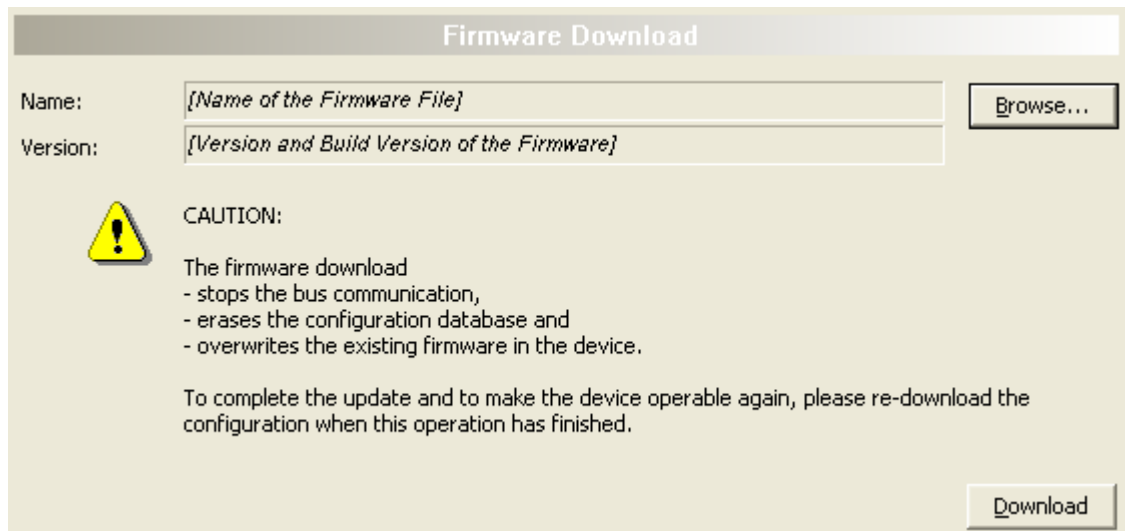 Firmware Download
Name:
[Name of the Firmware File]
Browse...
Version:
[Version and Build Version of the Firmware]
CAUTION:
The firmware download
- stops the bus communication,
- erases the configuration database and
- overwrites the existing firmware in the device.
To complete the update and to make the device operable again, please re-download the
configuration when this operation has finished.
Download